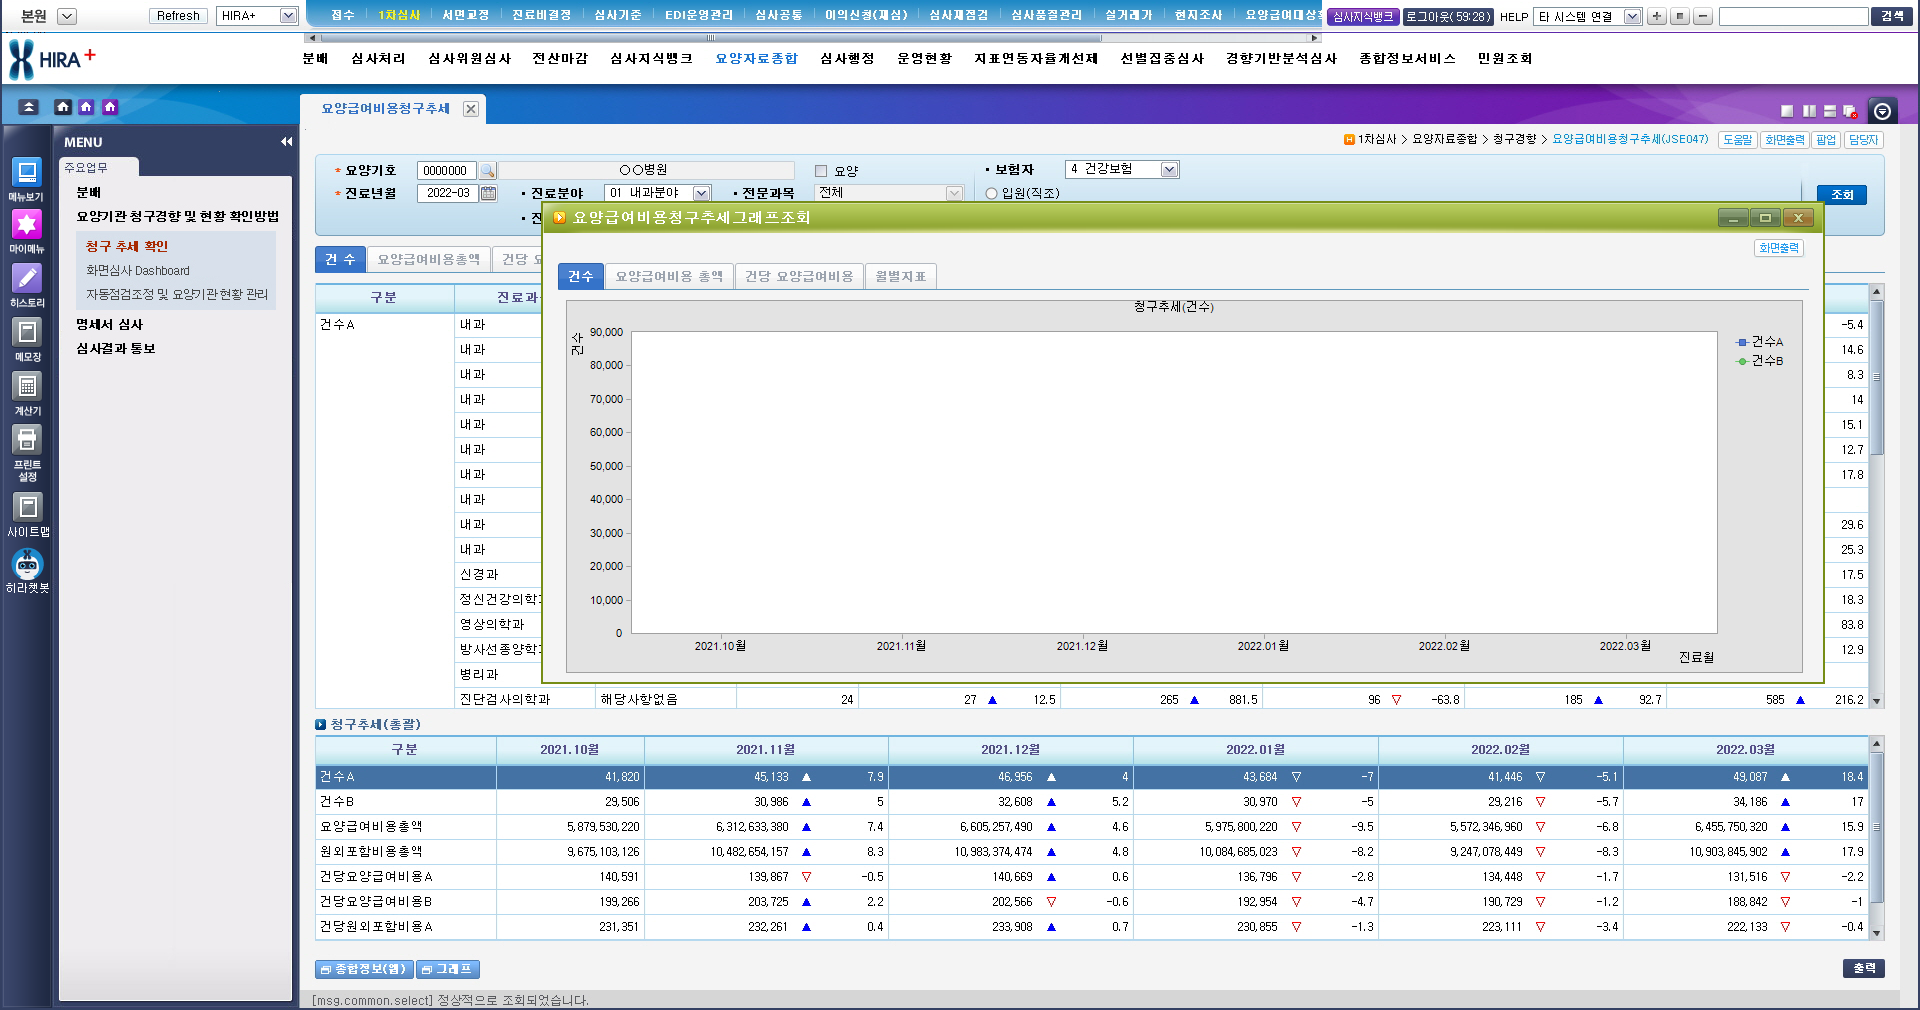 본원 Refresh HIRA+ 접수 1차심사 서면교정 진료비결정 심사기준 EDI운영관리 심사공통 이의신청(재심) 심사재점검 심사품질관리 실거래가 현지조사 요양급여대상 심사지식뱅크 로그아웃(59:28) HELP 타 시스템 연결 검색
HIRA+ 분배 심사처리 심사위원심사 전산마감 심사지식뱅크 요양자료종합 심사행정 운영현황 지표연동자율개선제 선별집중심사 경향기반분석심사 종합정보서비스 민원조회
요양급여비용청구추세
MENU
주요업무
분배
요양기관 청구경향 및 현황 확인방법
청구 추세 확인
화면심사 Dashboard
자동점검조정 및 요양기관 현황 관리
명세서 심사
심사결과 통보
메뉴보기
마이메뉴
히스토리
메모장
계산기
프린트
설정
사이트맵
히라챗봇
1차심사 > 요양자료종합 > 청구경향 > 요양급여비용청구추세(JSE047) 도움말 화면출력 팝업 담당자
* 요양기호 0000000 ○○병원 요양 · 보험자 4 건강보험
* 진료년월 2022-03 · 진료분야 01 내과분야 · 전문과목 전체 입원(직조) 조회
· 진
건 수 요양급여비용총액 건당 요
구분 진료과
건수A 내과 -5.4
내과 14.6
내과 8.3
내과 14
내과 15.1
내과 12.7
내과 17.8
내과
내과 29.6
내과 25.3
신경과 17.5
정신건강의학 18.3
영상의학과 83.8
방사선종양학 12.9
병리과
진단검사의학과 해당사항없음 24 27 ▲ 12.5 265 ▲ 881.5 96 ▽ -63.8 185 ▲ 92.7 585 ▲ 216.2
요양급여비용청구추세그래프조회
화면출력
건수 요양급여비용 총액 건당 요양급여비용 월별지표
청구추세(건수)
건수
90,000
80,000
70,000
60,000
50,000
40,000
30,000
20,000
10,000
0
2021.10월 2021.11월 2021.12월 2022.01월 2022.02월 2022.03월
진료월
건수A
건수B
청구추세(총괄)
구분 2021.10월 2021.11월 2021.12월 2022.01월 2022.02월 2022.03월
건수A 41,820 45,133 ▲ 7.9 46,956 ▲ 4 43,684 ▽ -7 41,446 ▽ -5.1 49,087 ▲ 18.4
건수B 29,506 30,986 ▲ 5 32,608 ▲ 5.2 30,970 ▽ -5 29,216 ▽ -5.7 34,186 ▲ 17
요양급여비용총액 5,879,530,220 6,312,633,380 ▲ 7.4 6,605,257,490 ▲ 4.6 5,975,800,220 ▽ -9.5 5,572,346,960 ▽ -6.8 6,455,750,320 ▲ 15.9
원외포함비용총액 9,675,103,126 10,482,654,157 ▲ 8.3 10,983,374,474 ▲ 4.8 10,084,685,023 ▽ -8.2 9,247,078,449 ▽ -8.3 10,903,845,902 ▲ 17.9
건당요양급여비용A 140,591 139,867 ▽ -0.5 140,669 ▲ 0.6 136,796 ▽ -2.8 134,448 ▽ -1.7 131,516 ▽ -2.2
건당요양급여비용B 199,266 203,725 ▲ 2.2 202,566 ▽ -0.6 192,954 ▽ -4.7 190,729 ▽ -1.2 188,842 ▽ -1
건당원외포함비용A 231,351 232,261 ▲ 0.4 233,908 ▲ 0.7 230,855 ▽ -1.3 223,111 ▽ -3.4 222,133 ▽ -0.4
종합정보(웹) 그래프 출력
[msg.common.select] 정상적으로 조회되었습니다.